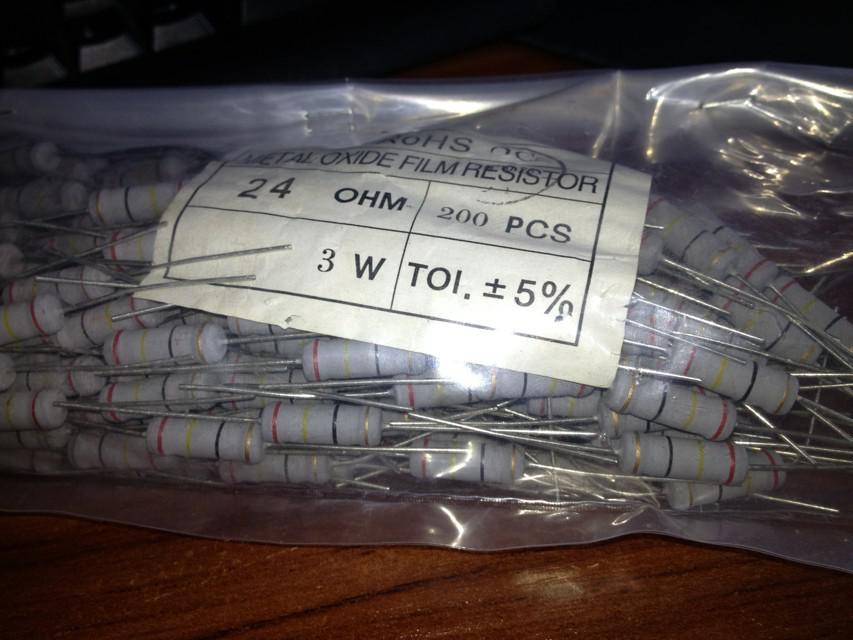 RoHS
METAL OXIDE FILM RESISTOR
24 OHM 200 PCS
3 W TOl. ±5%